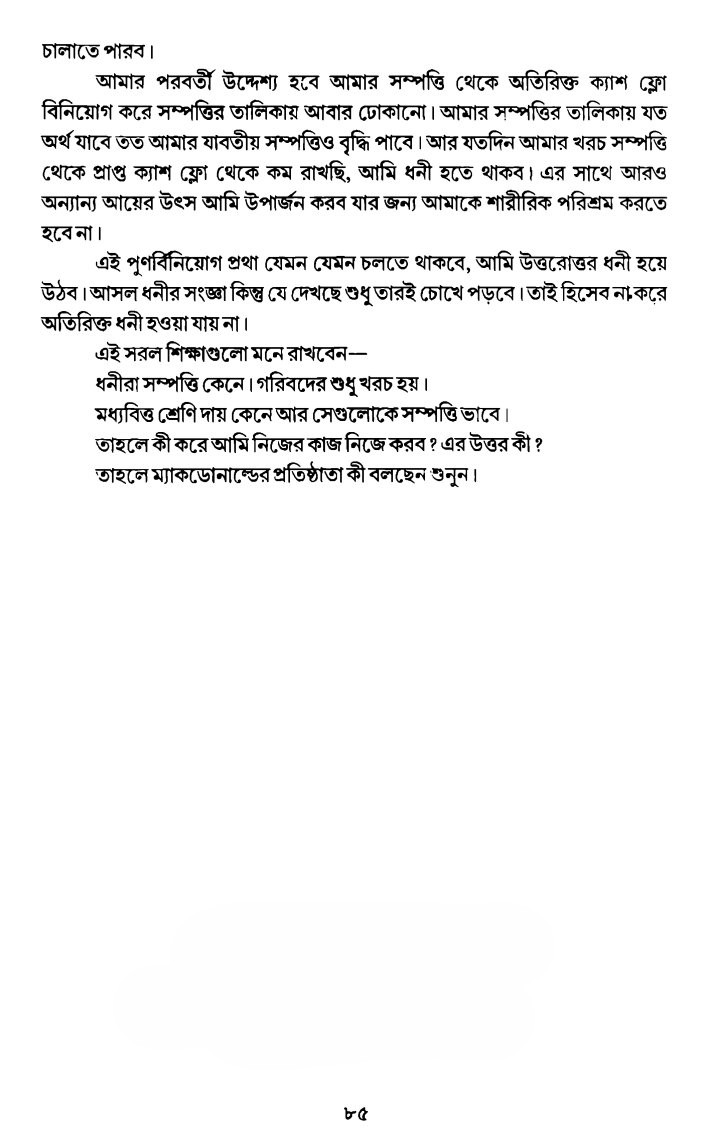 চালাতে পারব।
আমার পরবর্তী উদ্দেশ্য হবে আমার সম্পত্তি থেকে অতিরিক্ত ক্যাশ ফ্লো
বিনিয়োগ করে সম্পত্তির তালিকায় আবার ঢোকানো। আমার সম্পত্তির তালিকায় যত
অর্থ যাবে তত আমার যাবতীয় সম্পত্তিও বৃদ্ধি পাবে। আর যতদিন আমার খরচ সম্পত্তি
থেকে প্রাপ্ত ক্যাশ ফ্লো থেকে কম রাখছি, আমি ধনী হতে থাকব। এর সাথে আরও
অন্যান্য আয়ের উৎস আমি উপার্জন করব যার জন্য আমাকে শারীরিক পরিশ্রম করতে
হবে না।
এই পুণর্বিনিয়োগ প্রথা যেমন যেমন চলতে থাকবে, আমি উত্তরোত্তর ধনী হয়ে
উঠব। আসল ধনীর সংজ্ঞা কিন্তু যে দেখছে শুধু তারই চোখে পড়বে। তাই হিসেব না করে
অতিরিক্ত ধনী হওয়া যায় না।
এই সরল শিক্ষাগুলো মনে রাখবেন—
ধনীরা সম্পত্তি কেনে। গরিবদের শুধু খরচ হয়।
মধ্যবিত্ত শ্রেণি দায় কেনে আর সেগুলোকে সম্পত্তি ভাবে।
তাহলে কী করে আমি নিজের কাজ নিজে করব? এর উত্তর কী?
তাহলে ম্যাকডোনাল্ডের প্রতিষ্ঠাতা কী বলছেন শুনুন।
৮৫